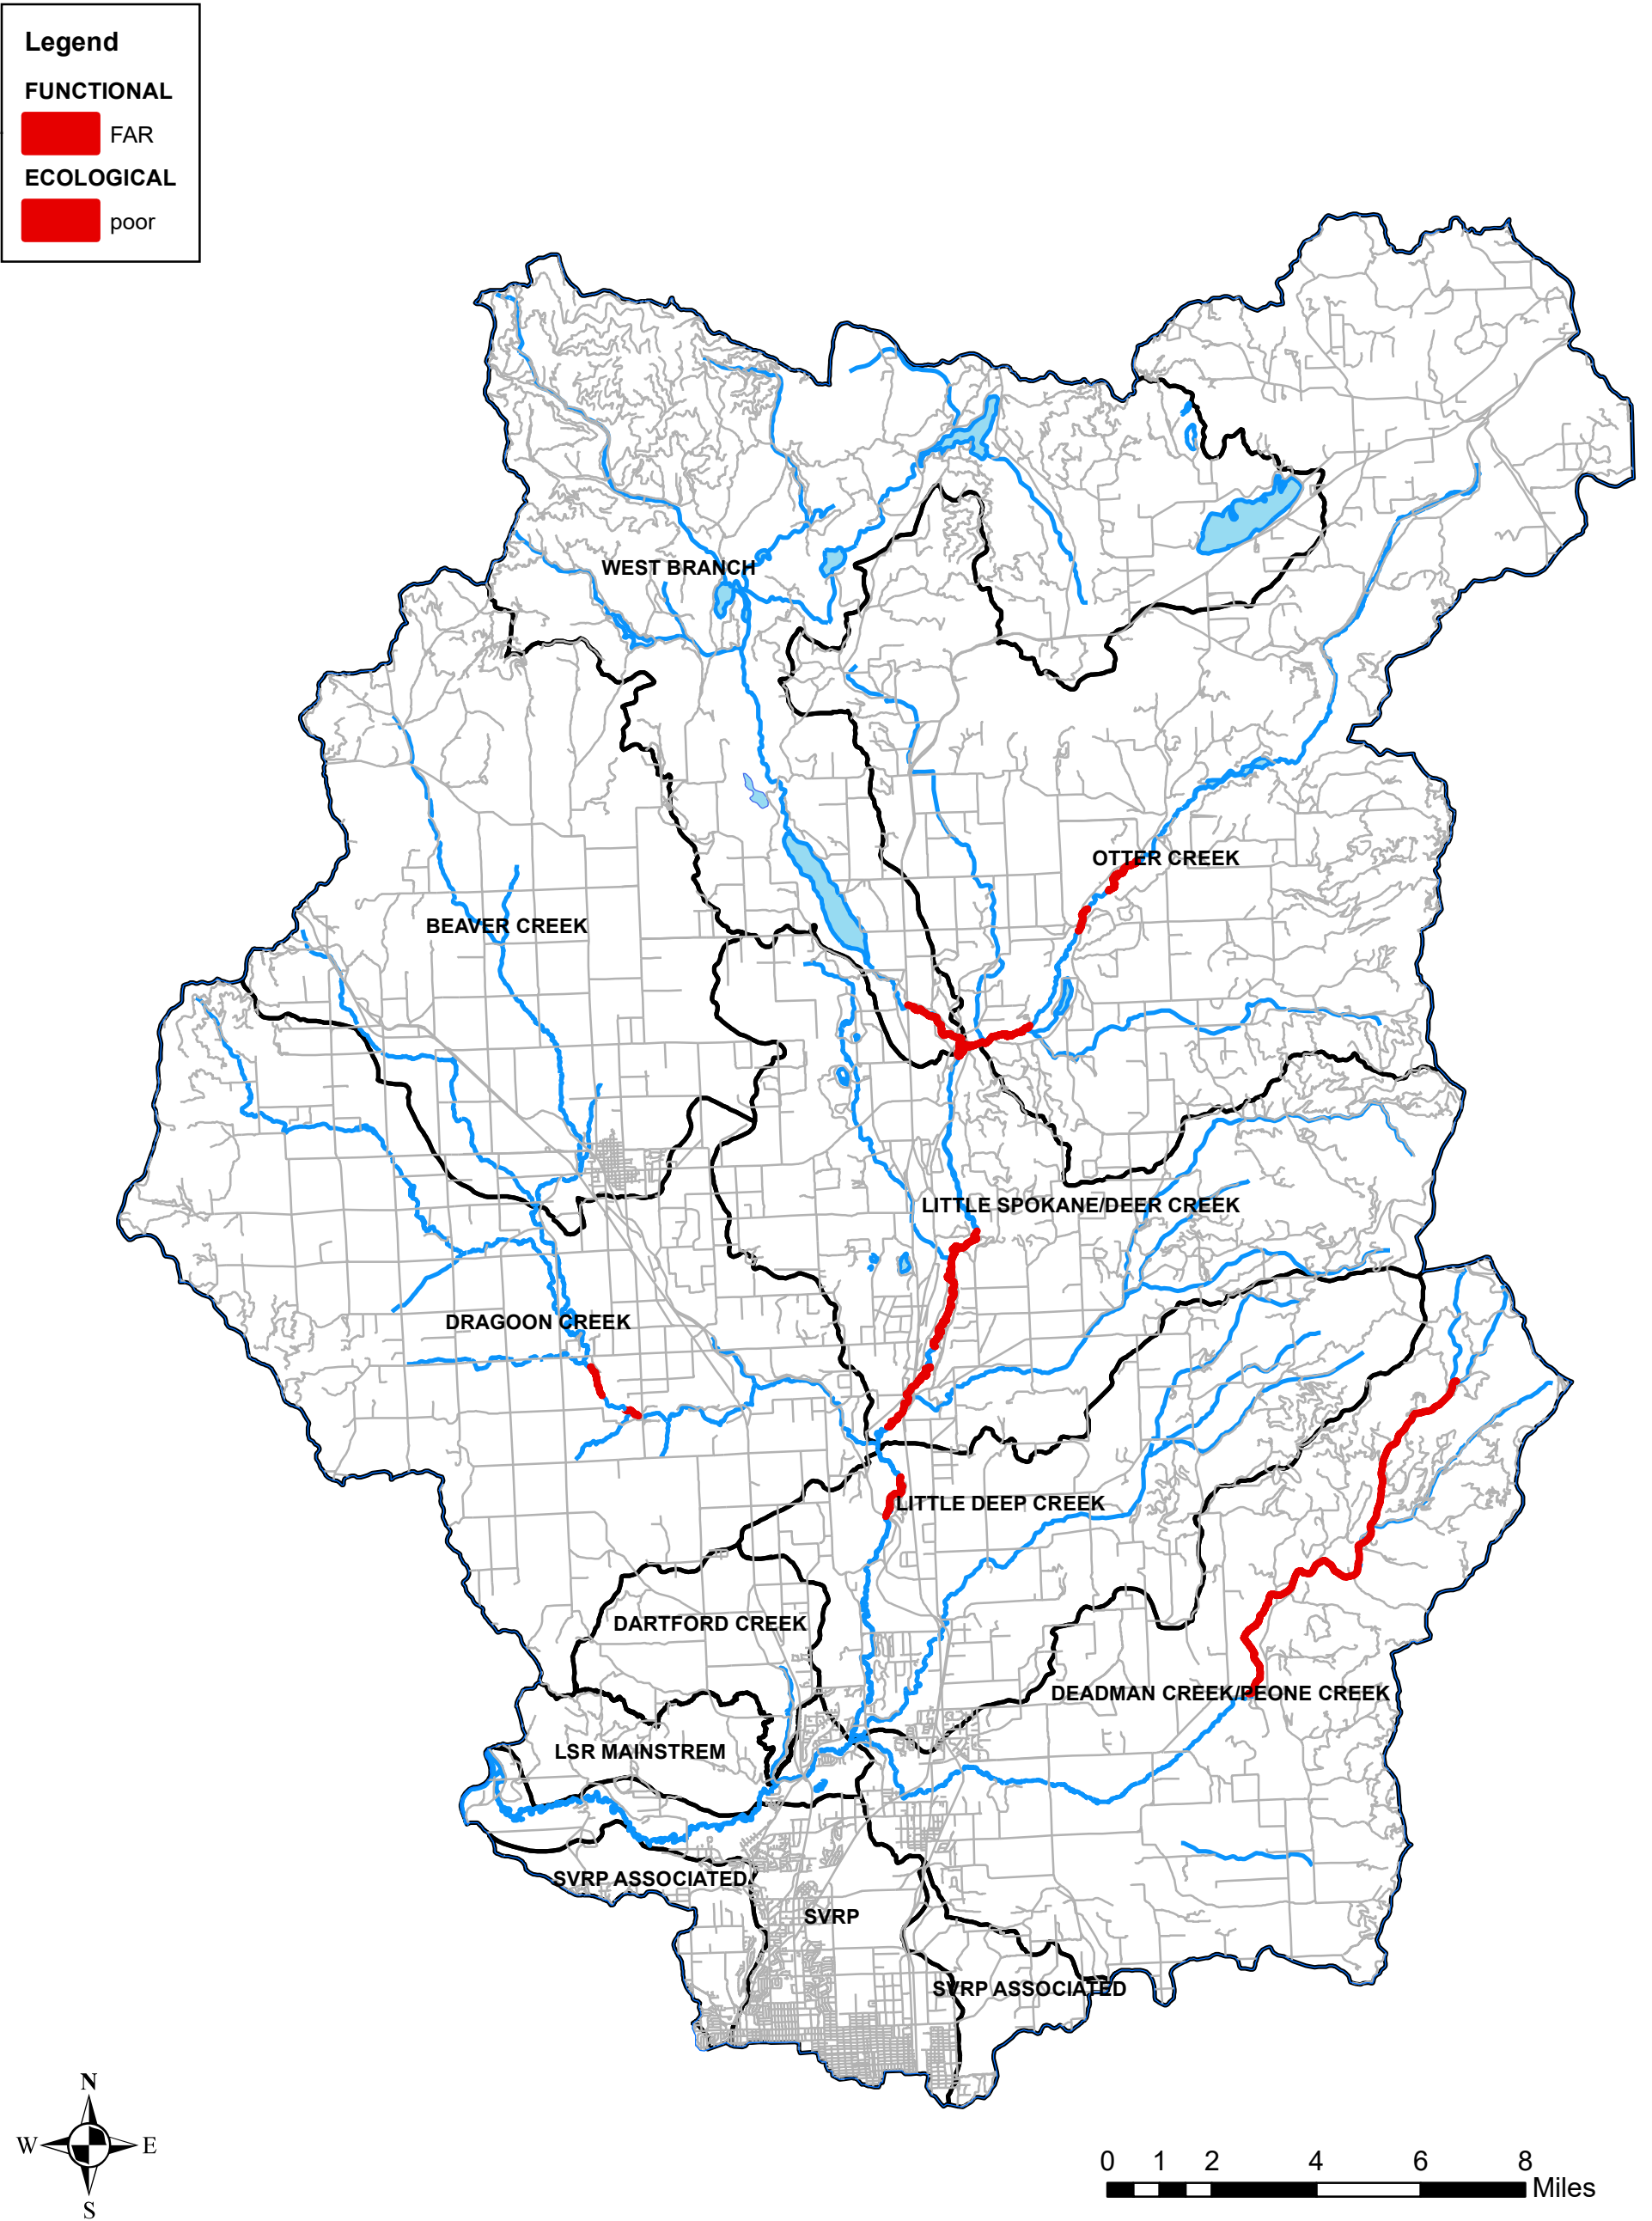 Legend
FUNCTIONAL
FAR
ECOLOGICAL
poor
WEST BRANCH
OTTER CREEK
BEAVER CREEK
LITTLE SPOKANE/DEER CREEK
DRAGOON CREEK
LITTLE DEEP CREEK
DARTFORD CREEK
DEADMAN CREEK/PEONE CREEK
LSR MAINSTREM
SVRP ASSOCIATED
SVRP
SVRP ASSOCIATED
N
W E
S
0 1 2 4 6 8
Miles